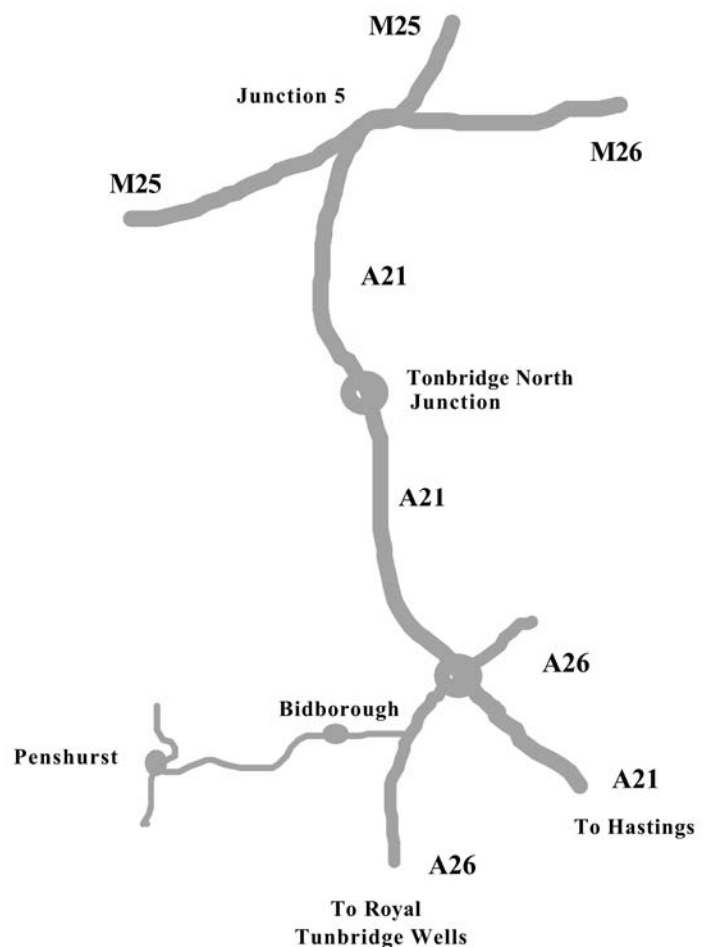 M25
Junction 5
M26
M25
A21
Tonbridge North
Junction
A21
A26
Bidborough
Penshurst
A21
To Hastings
A26
To Royal
Tunbridge Wells